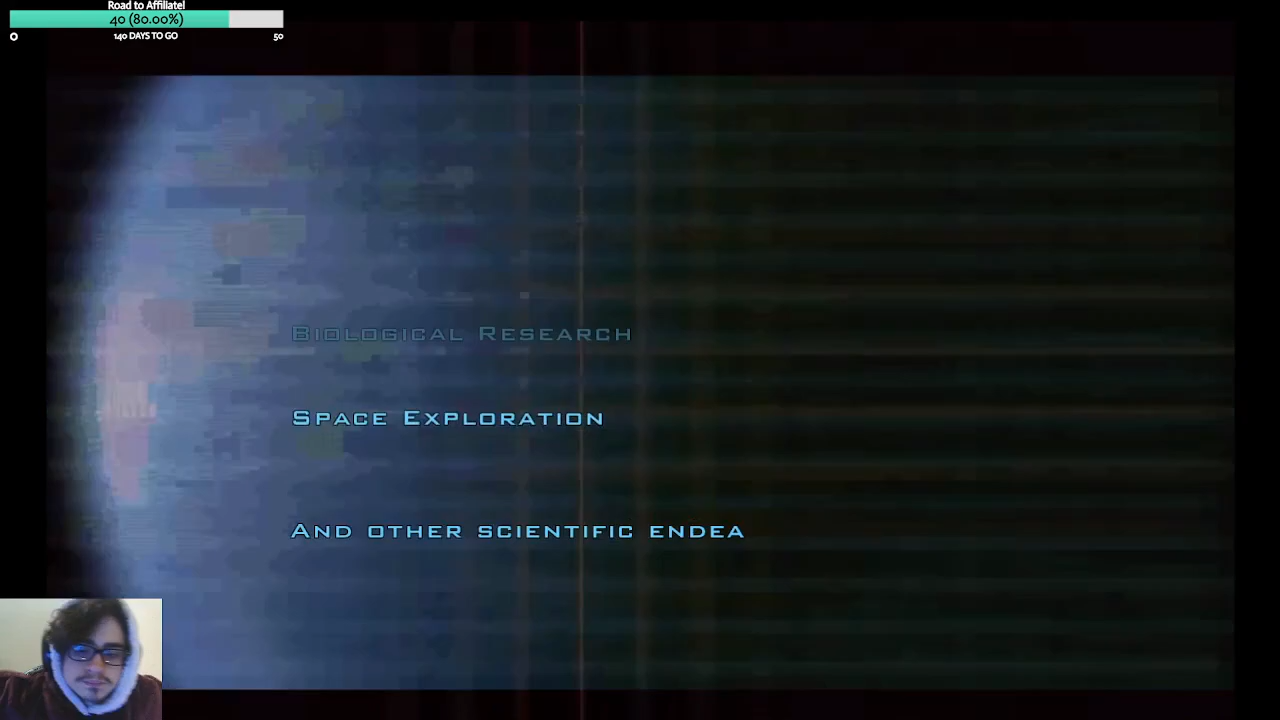 Road to Affiliate!
40 (80.00%)
0 140 DAYS TO GO 50
Biological Research
Space Exploration
And other scientific endea